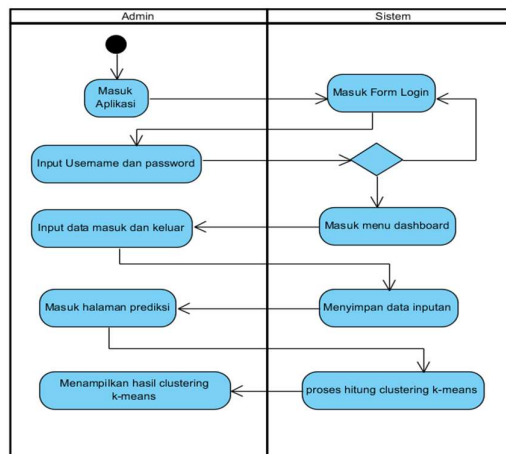 Admin
Sistem
Masuk
Aplikasi
Masuk Form Login
Input Username dan password
Masuk menu dashboard
Input data masuk dan keluar
Menyimpan data inputan
Masuk halaman prediksi
proses hitung clustering k-means
Menampilkan hasil clustering
k-means